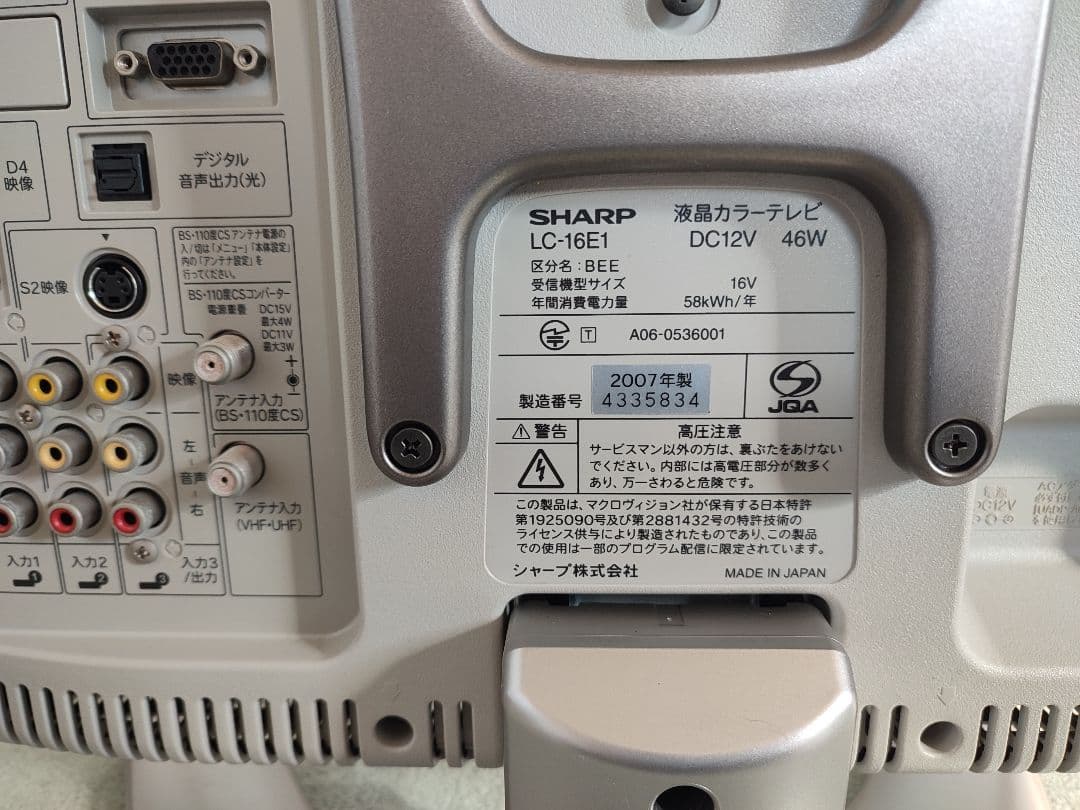 デジタル
音声出力(光)
D4
映像
S2映像
BS・110度CSアンテナ電源の
入/切は「メニュー」「本体設定」
内の「アンテナ設定」を
行ってください。
BS・110度CSコンバーター
電源重畳 DC15V
最大4W
DC11V
最大3W
映像
アンテナ入力
(BS・110度CS)
左
音声
右
アンテナ入力
(VHF・UHF)
入力1
入力2
入力3
/出力
1
2
3
SHARP 液晶カラーテレビ
LC-16E1 DC12V 46W
区分名:BEE
受信機型サイズ 16V
年間消費電力量 58kWh/年
T A06-0536001
製造番号 2007年製
4335834
JQA
警告
高圧注意
サービスマン以外の方は、裏ぶたをあけない
でください。内部には高電圧部分が数多く
あり、万一さわると危険です。
この製品は、マクロヴィジョン社が保有する日本特許
第1925090号及び第2881432号の特許技術の
ライセンス供与により製造されたものであり、この製品
での使用は一部のプログラム配信に限定されています。
シャープ株式会社 MADE IN JAPAN
電源
DC12V